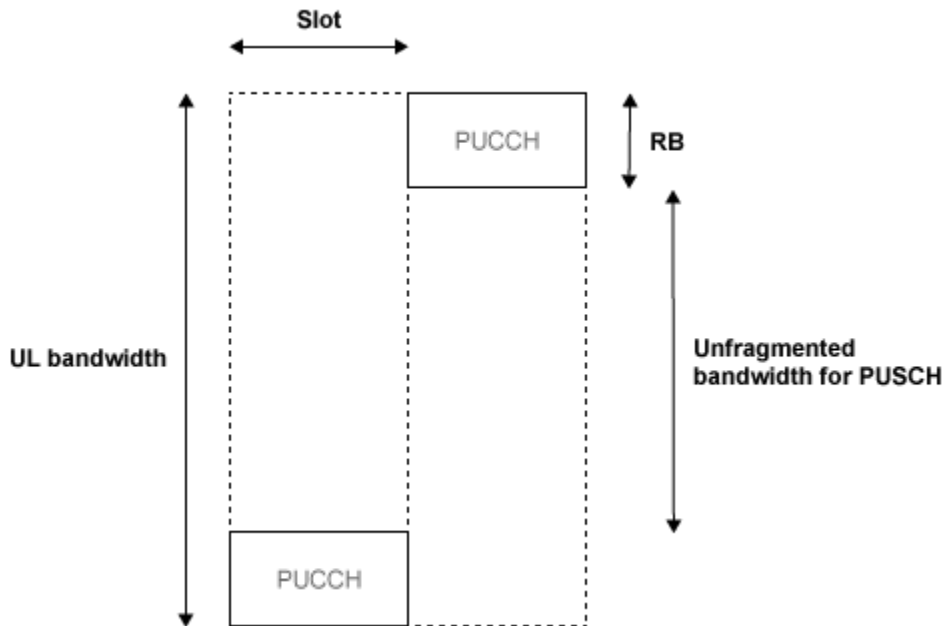 Slot
PUCCH
RB
UL bandwidth
Unfragmented
bandwidth for PUSCH
PUCCH